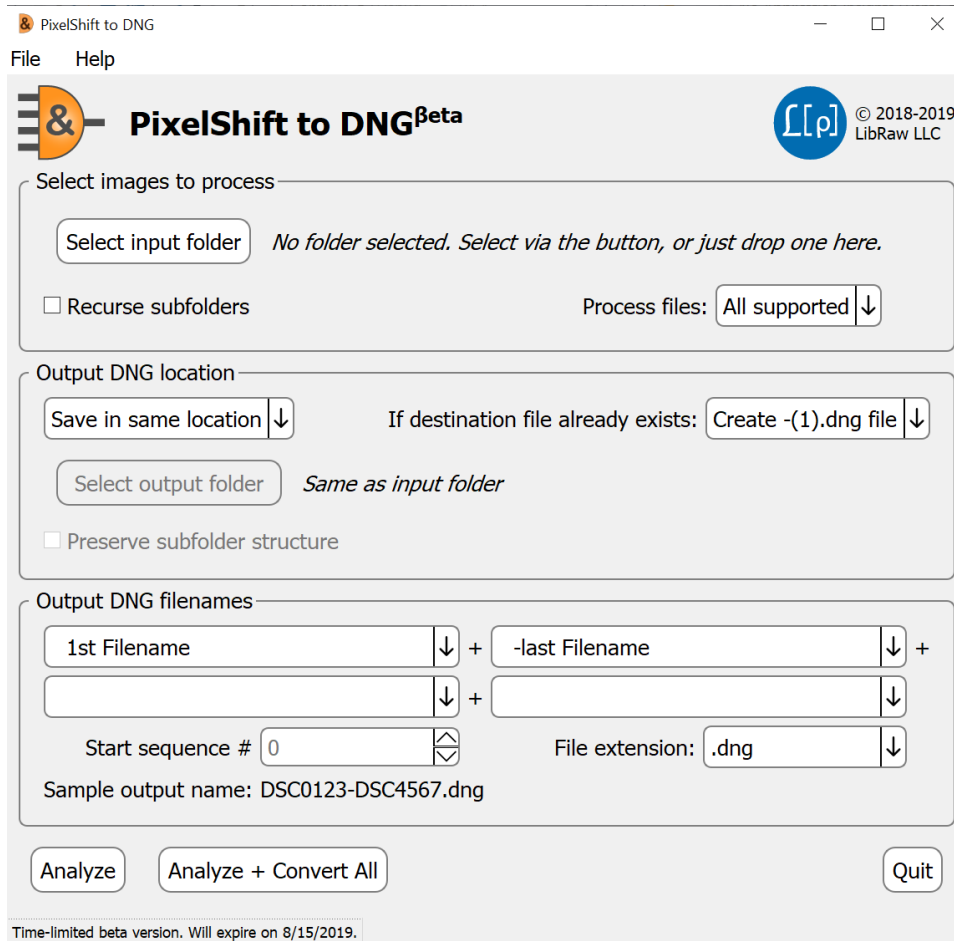 & PixelShift to DNG
File Help
& PixelShift to DNGβeta
∫[ρ] © 2018-2019
LibRaw LLC
Select images to process
Select input folder No folder selected. Select via the button, or just drop one here.
Recurse subfolders Process files: All supported
Output DNG location
Save in same location If destination file already exists: Create -(1).dng file
Select output folder Same as input folder
Preserve subfolder structure
Output DNG filenames
1st Filename + -last Filename +
+
Start sequence # 0 File extension: .dng
Sample output name: DSC0123-DSC4567.dng
Analyze Analyze + Convert All Quit
Time-limited beta version. Will expire on 8/15/2019.